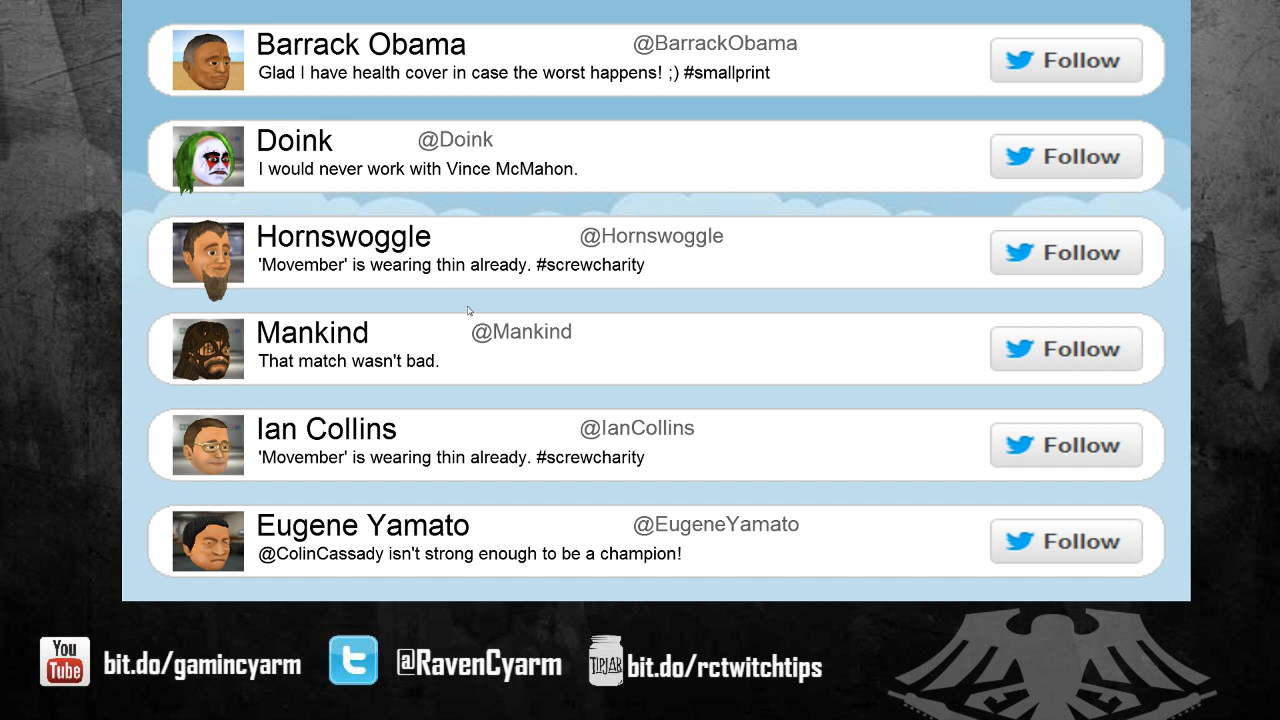 Barrack Obama @BarrackObama
Glad I have health cover in case the worst happens! ;) #smallprint
Follow
Doink @Doink
I would never work with Vince McMahon.
Follow
Hornswoggle @Hornswoggle
'Movember' is wearing thin already. #screwcharity
Follow
Mankind @Mankind
That match wasn't bad.
Follow
Ian Collins @IanCollins
'Movember' is wearing thin already. #screwcharity
Follow
Eugene Yamato @EugeneYamato
@ColinCassady isn't strong enough to be a champion!
Follow
You Tube bit.do/gamincyarm
t @RavenCyarm
TIPJAR bit.do/rctwitchtips